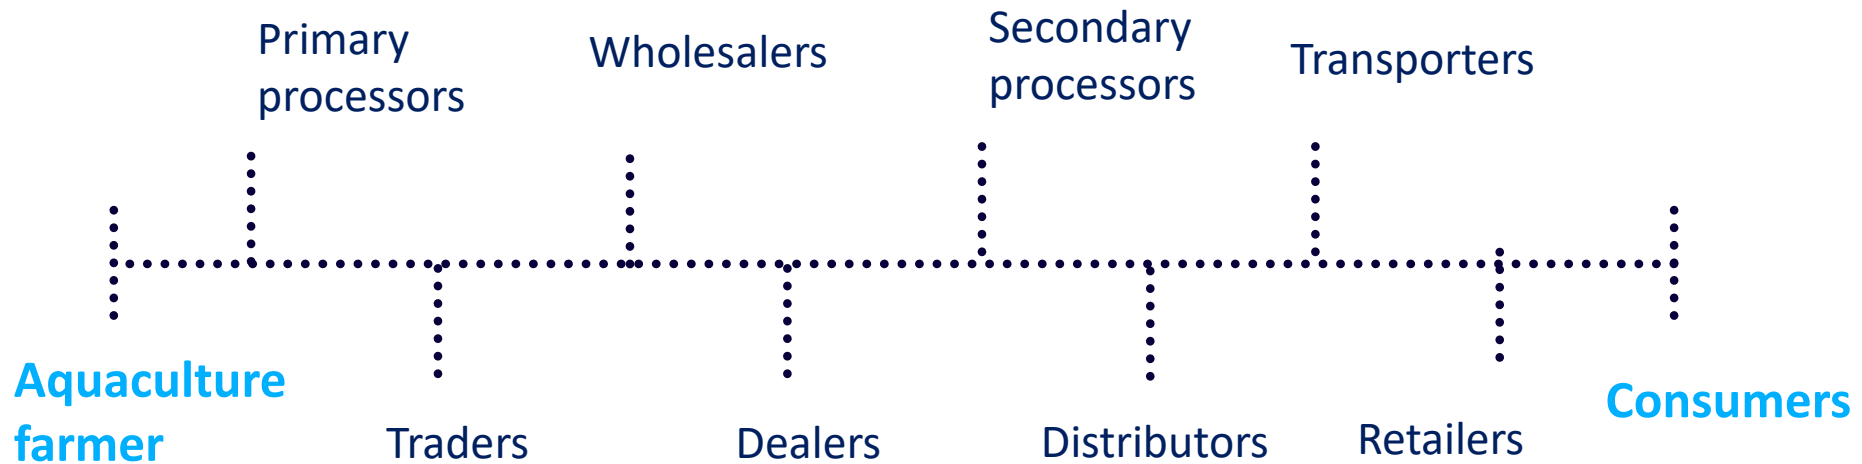 Primary
processors
Wholesalers
Secondary
processors
Transporters
Aquaculture
farmer
Traders
Dealers
Distributors
Retailers
Consumers